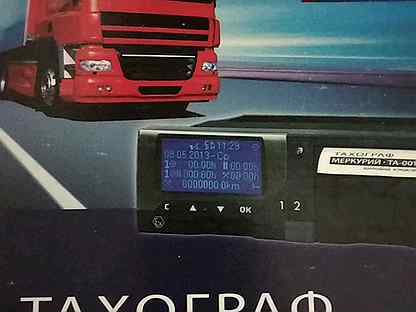 11:29
08.05.2013-Ср
1 00:00h 00:00h
1 00:00h 00:00h
0000000.0km
C ▲ ▼ OK 1 2
ТАХОГРАФ
МЕРКУРИЙ · ТА-001
ТАХОГРАФ